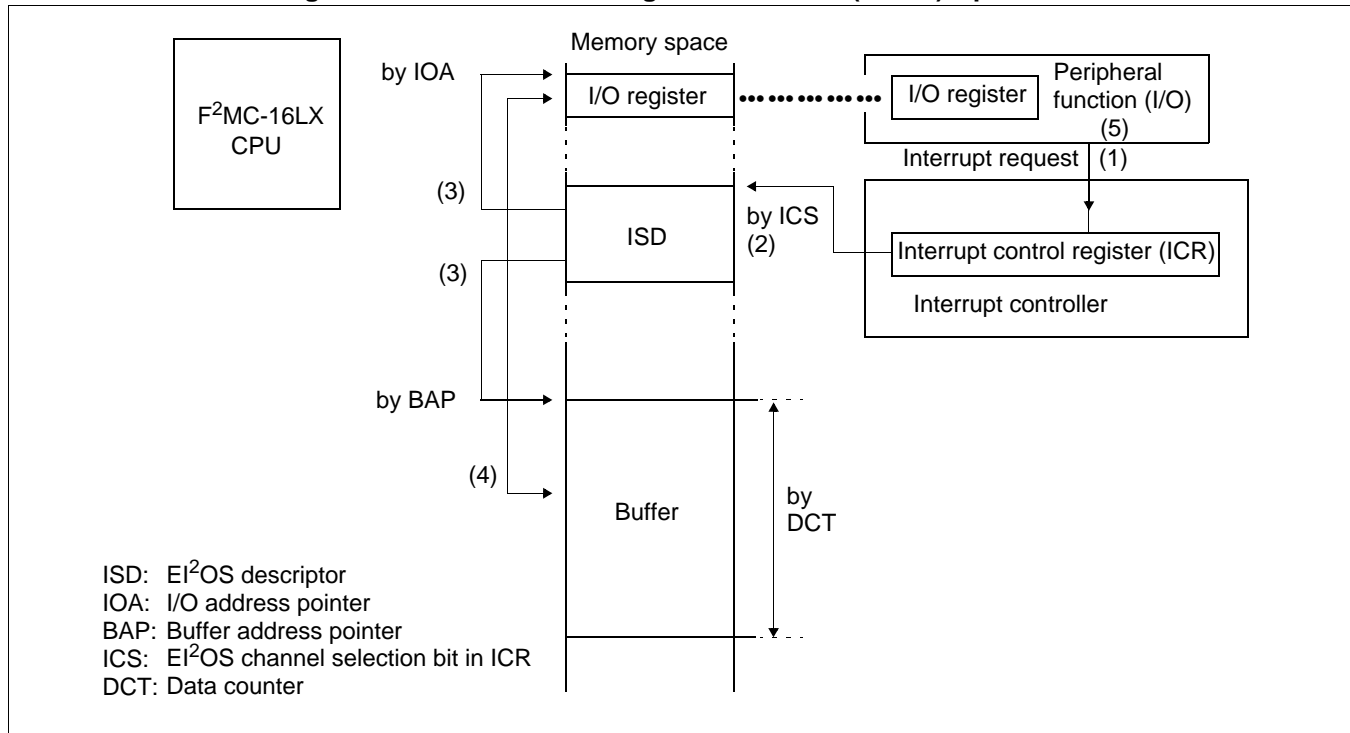 Memory space
by IOA
F²MC-16LX
CPU
I/O register
I/O register
Peripheral
function (I/O)
(5)
Interrupt request
(1)
(3)
by ICS
(2)
ISD
Interrupt control register (ICR)
(3)
Interrupt controller
by BAP
(4)
Buffer
by
DCT
ISD: EI²OS descriptor
IOA: I/O address pointer
BAP: Buffer address pointer
ICS: EI²OS channel selection bit in ICR
DCT: Data counter